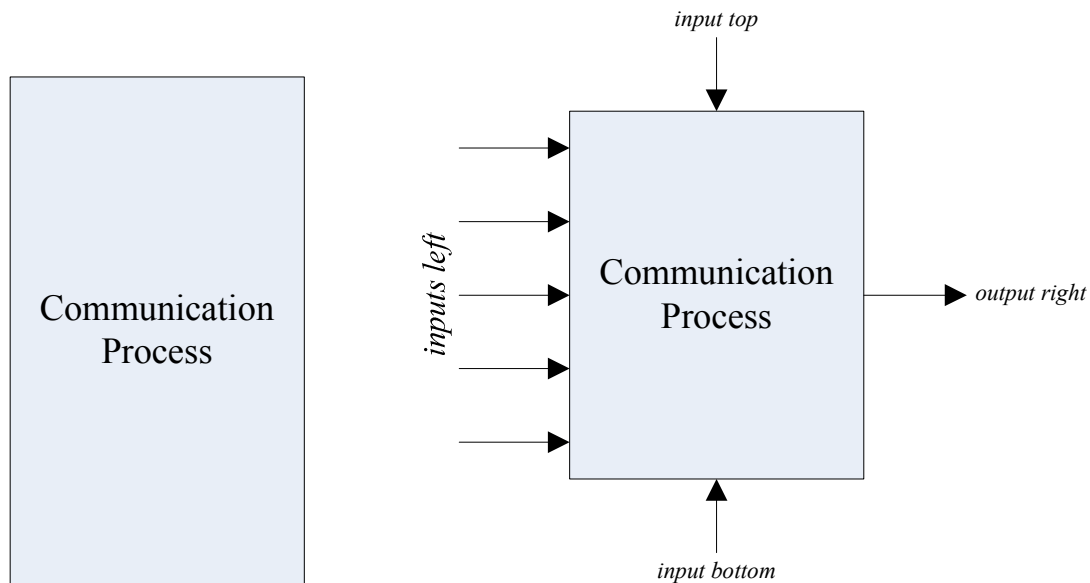 Communication
Process
input top
inputs left
Communication
Process
output right
input bottom